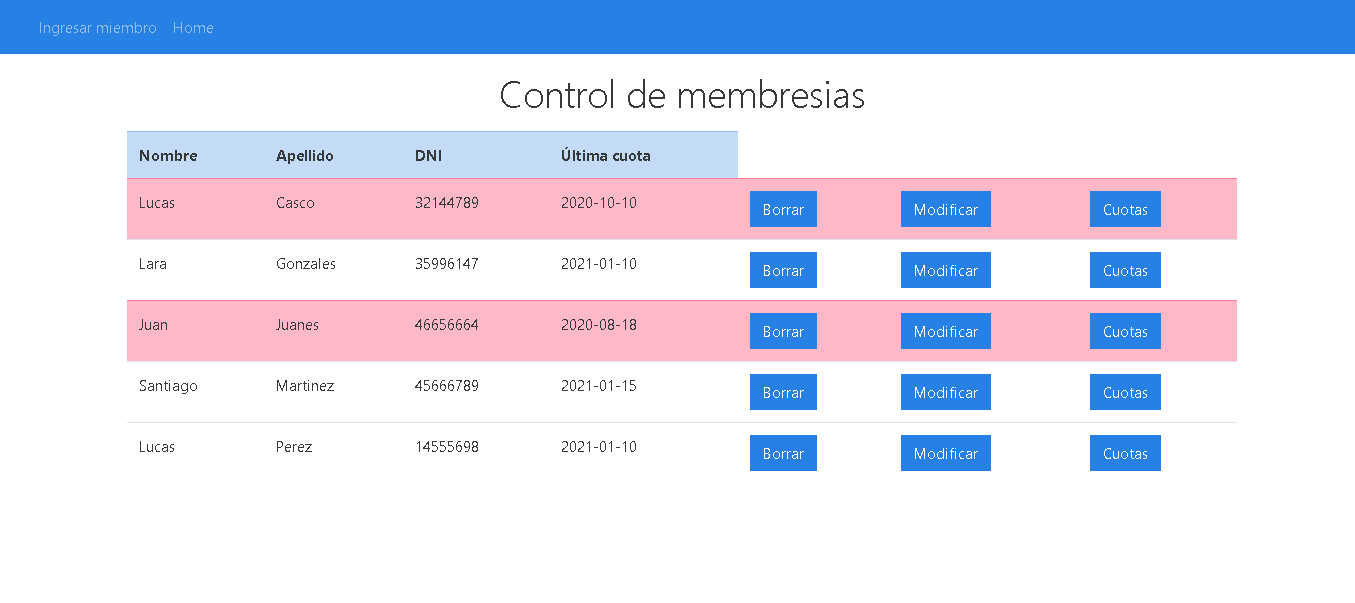 Ingresar miembro Home
Control de membresias
Nombre Apellido DNI Última cuota
Lucas Casco 32144789 2020-10-10 Borrar Modificar Cuotas
Lara Gonzales 35996147 2021-01-10 Borrar Modificar Cuotas
Juan Juanes 46656664 2020-08-18 Borrar Modificar Cuotas
Santiago Martinez 45666789 2021-01-15 Borrar Modificar Cuotas
Lucas Perez 14555698 2021-01-10 Borrar Modificar Cuotas